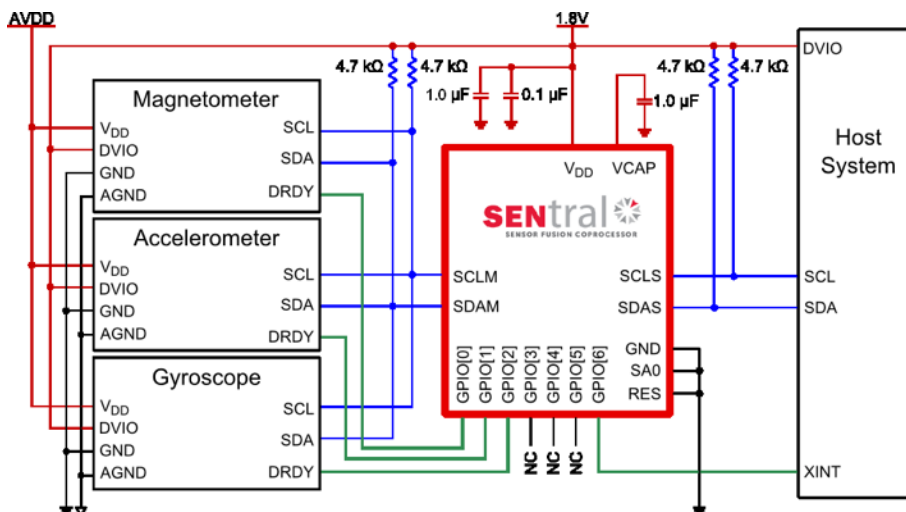 AVDD
1.8V
DVIO
4.7 kΩ
4.7 kΩ
4.7 kΩ
4.7 kΩ
1.0 µF
0.1 µF
1.0 µF
Magnetometer
VDD
DVIO
GND
AGND
SCL
SDA
DRDY
Accelerometer
VDD
DVIO
GND
AGND
SCL
SDA
DRDY
Gyroscope
VDD
DVIO
GND
AGND
SCL
SDA
DRDY
VDD
VCAP
SENtral
SENSOR FUSION COPROCESSOR
SCLM
SDAM
SCLS
SDAS
GND
SA0
RES
GPIO[0]
GPIO[1]
GPIO[2]
GPIO[3]
GPIO[4]
GPIO[5]
GPIO[6]
NC
NC
NC
Host
System
SCL
SDA
XINT